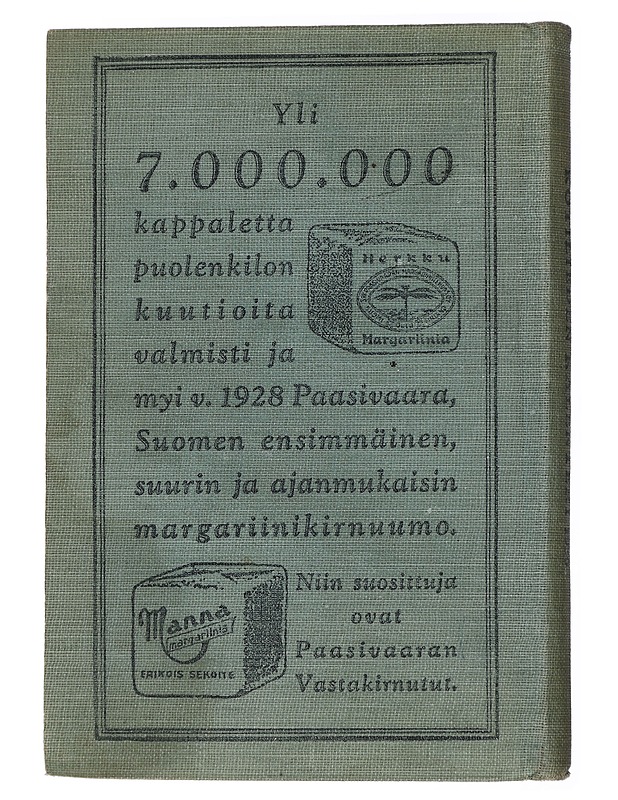 Yli
7.000.000
kappaletta
puolenkilon
kuutioita
valmisti ja
myi v. 1928 Paasivaara,
Suomen ensimmäinen,
suurin ja ajanmukaisin
margariinikirnuumo.
Herkku
Margariinia
Manna
margariinia
ERIKOIS SEKOITE
Niin suosittuja
ovat
Paasivaaran
Vastakirnutut.